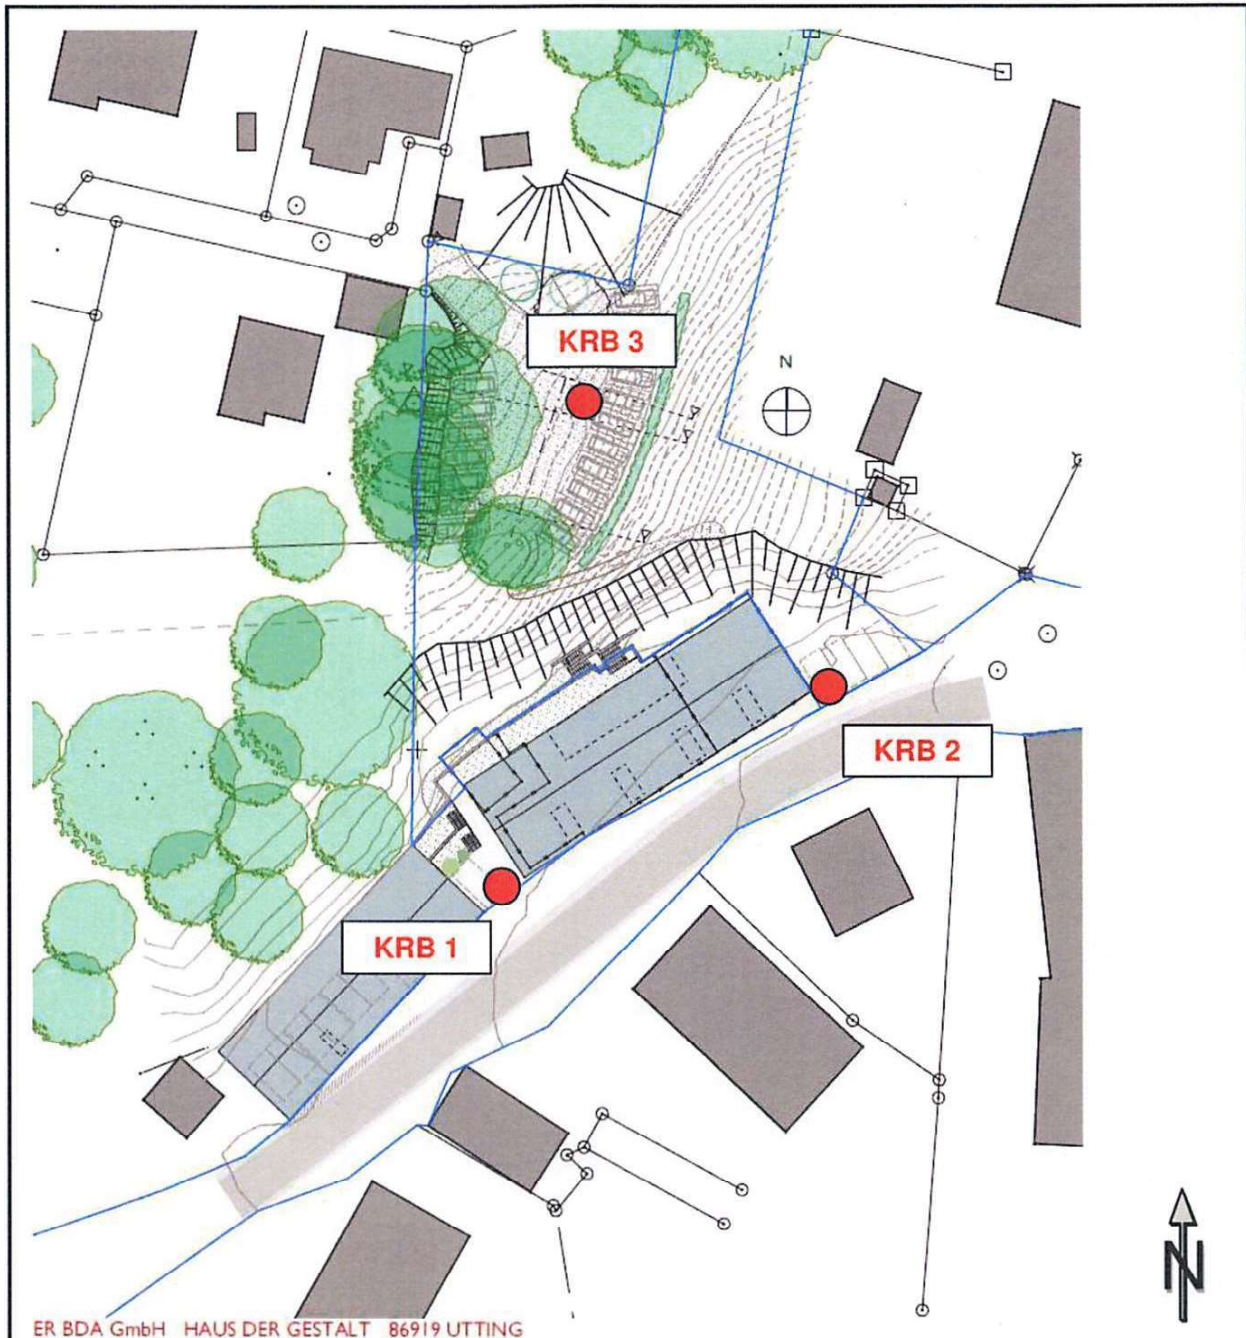 KRB 3
N
KRB 2
KRB 1
N
ER BDA GmbH HAUS DER GESTALT 86919 UTTING